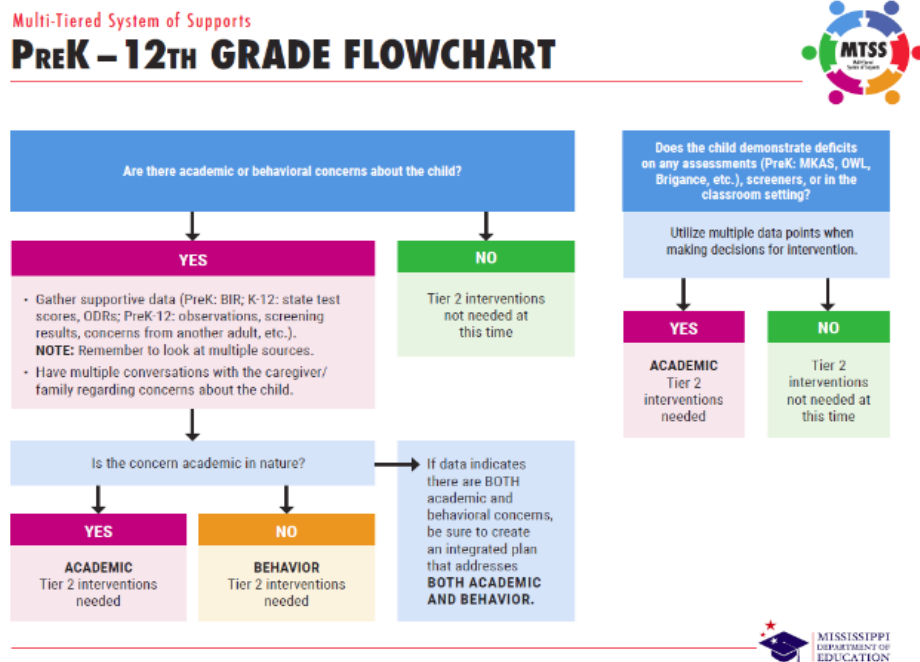 Multi-Tiered System of Supports
PREK – 12TH GRADE FLOWCHART
MTSS
Are there academic or behavioral concerns about the child?
YES
• Gather supportive data (PreK: BIR; K-12: state test
scores, ODRs; PreK-12: observations, screening
results, concerns from another adult, etc.).
NOTE: Remember to look at multiple sources.
• Have multiple conversations with the caregiver/
family regarding concerns about the child.
NO
Tier 2 interventions
not needed at
this time
Is the concern academic in nature?
YES
ACADEMIC
Tier 2 interventions
needed
NO
BEHAVIOR
Tier 2 interventions
needed
If data indicates
there are BOTH
academic and
behavioral concerns,
be sure to create
an integrated plan
that addresses
BOTH ACADEMIC
AND BEHAVIOR.
Does the child demonstrate deficits
on any assessments (PreK: MKAS, OWL,
Brigance, etc.), screeners, or in the
classroom setting?
Utilize multiple data points when
making decisions for intervention.
YES
ACADEMIC
Tier 2
interventions
needed
NO
Tier 2
interventions
not needed at
this time
MISSISSIPPI
DEPARTMENT OF
EDUCATION